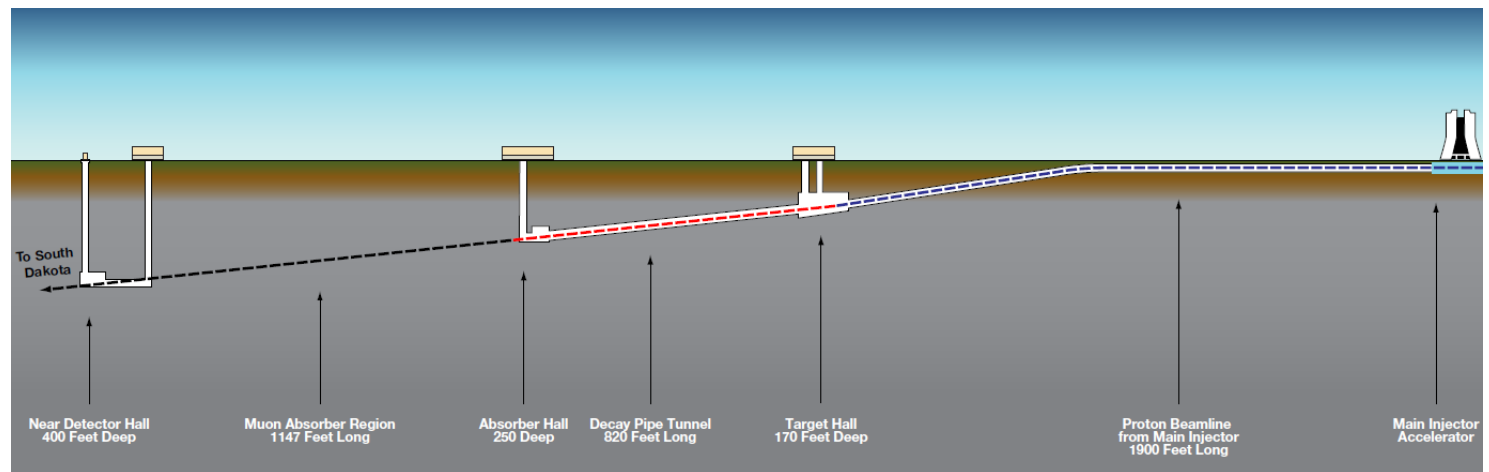 To South
Dakota
Near Detector Hall
400 Feet Deep
Muon Absorber Region
1147 Feet Long
Absorber Hall
250 Deep
Decay Pipe Tunnel
820 Feet Long
Target Hall
170 Feet Deep
Proton Beamline
from Main Injector
1900 Feet Long
Main Injector
Accelerator